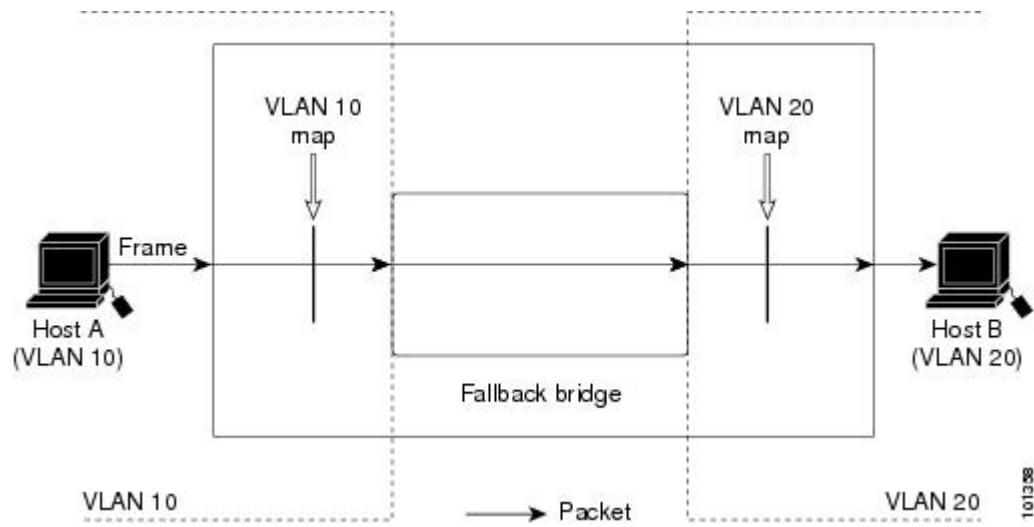 VLAN 10
map
VLAN 20
map
Frame
Host A
(VLAN 10)
Host B
(VLAN 20)
Fallback bridge
VLAN 10
Packet
VLAN 20
101358